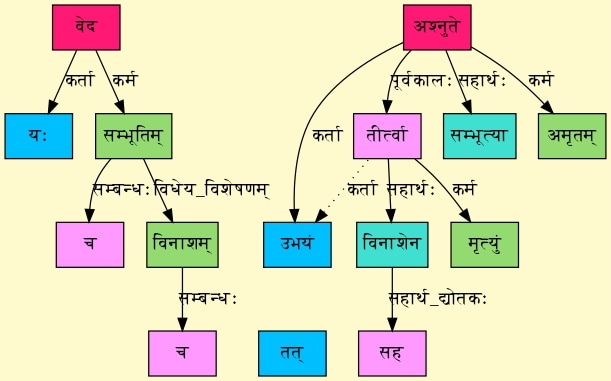 वेद अश्नुते
कर्ता कर्म पूर्वकालः सहार्थः कर्म
यः सम्भूतिम् कर्ता तीर्त्वा सम्भूत्या अमृतम्
सम्बन्धः विधेय_विशेषणम् कर्ता सहार्थः कर्म
च विनाशम् उभयं विनाशेन मृत्युं
सम्बन्धः सहार्थ_द्योतकः
च तत् सह